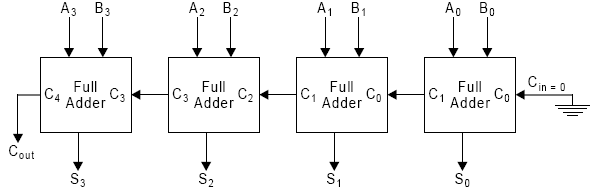 A3 B3 A2 B2 A1 B1 A0 B0
C4 Full Adder C3 C3 Full Adder C2 C1 Full Adder C0 C1 Full Adder C0 Cin = 0
Cout
S3 S2 S1 S0